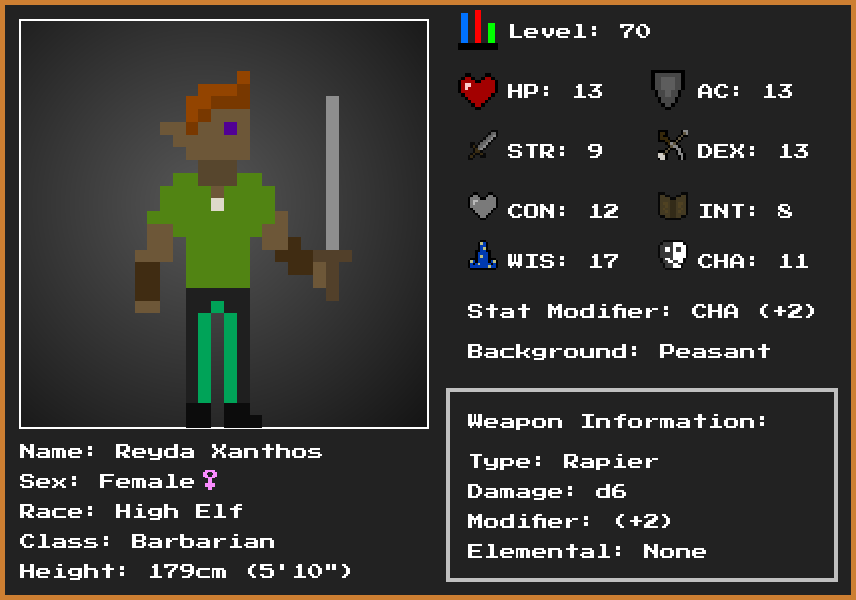 Level: 70
HP: 13 AC: 13
STR: 9 DEX: 13
CON: 12 INT: 8
WIS: 17 CHA: 11
Stat Modifier: CHA (+2)
Background: Peasant
Weapon Information:
Type: Rapier
Damage: d6
Modifier: (+2)
Elemental: None
Name: Reyda Xanthos
Sex: Female♀
Race: High Elf
Class: Barbarian
Height: 179cm (5'10")